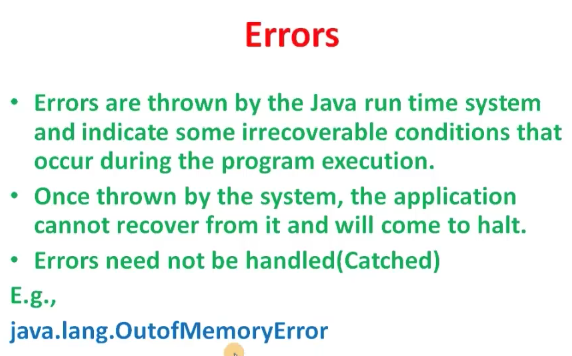 Errors
• Errors are thrown by the Java run time system
and indicate some irrecoverable conditions that
occur during the program execution.
• Once thrown by the system, the application
cannot recover from it and will come to halt.
• Errors need not be handled(Catched)
E.g.,
java.lang.OutofMemoryError